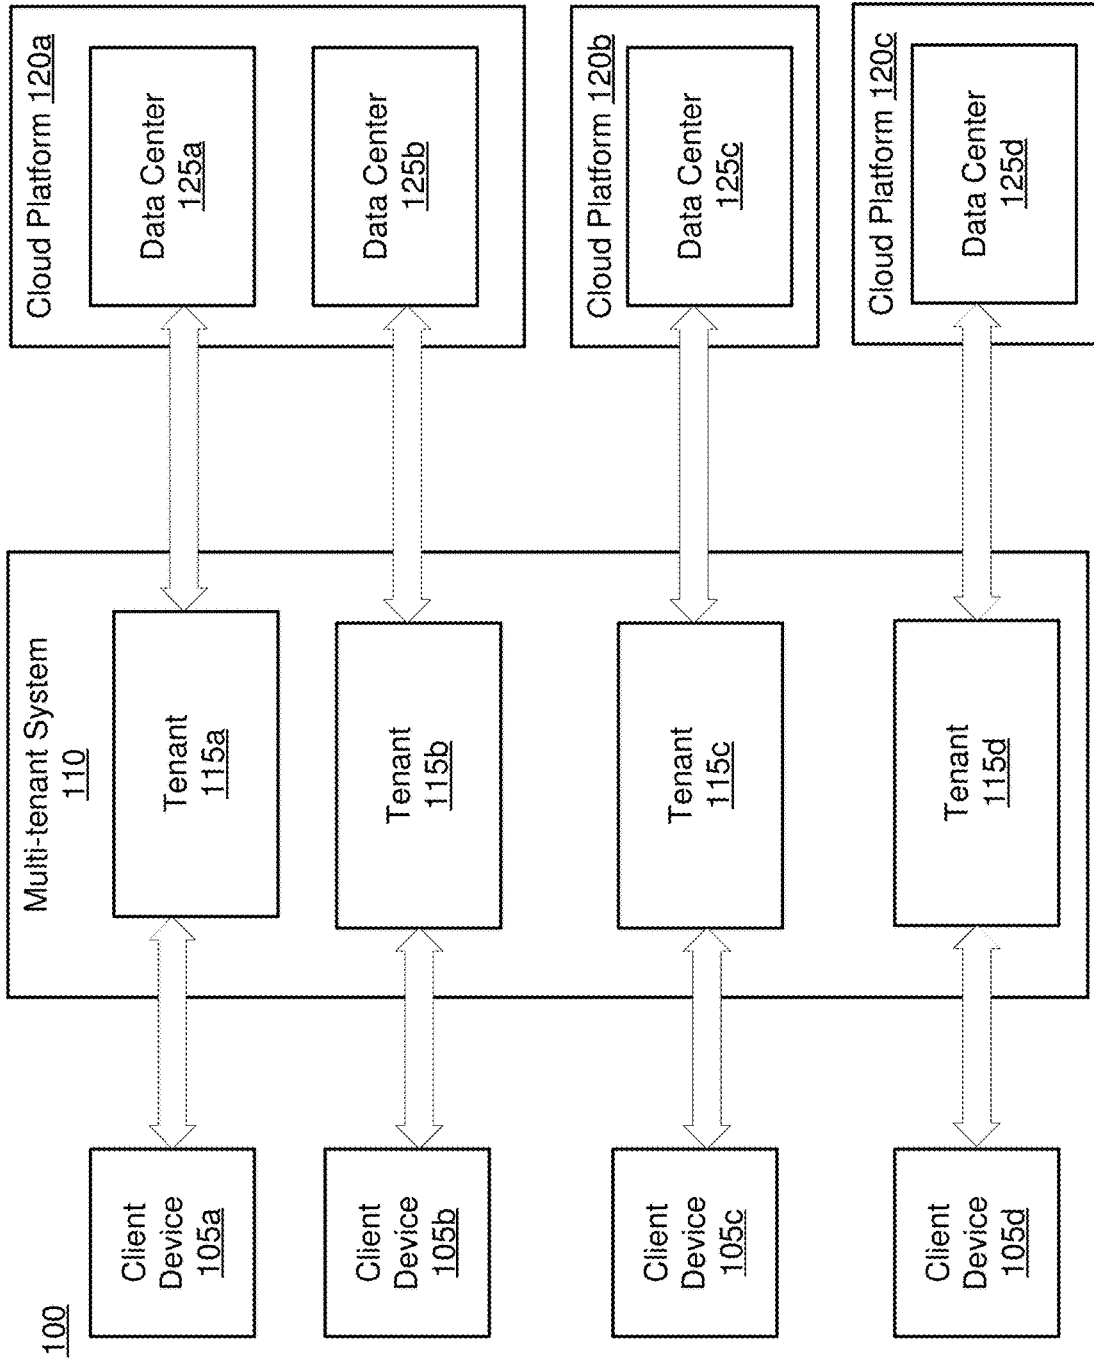 100
Client
Device
105a
Client
Device
105b
Client
Device
105c
Client
Device
105d
Multi-tenant System
110
Tenant
115a
Tenant
115b
Tenant
115c
Tenant
115d
Cloud Platform 120a
Data Center
125a
Data Center
125b
Cloud Platform 120b
Data Center
125c
Cloud Platform 120c
Data Center
125d